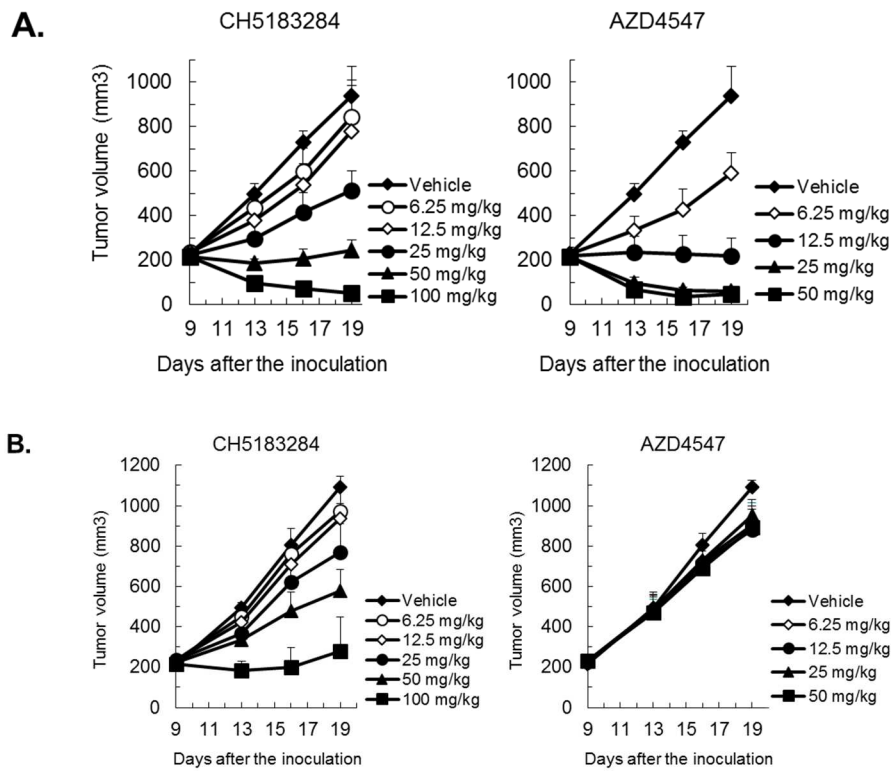 A.
CH5183284
AZD4547
Tumor volume (mm3)
1000
800
600
400
200
0
9 11 13 15 17 19
Days after the inoculation
Vehicle
6.25 mg/kg
12.5 mg/kg
25 mg/kg
50 mg/kg
100 mg/kg
1000
800
600
400
200
0
9 11 13 15 17 19
Days after the inoculation
Vehicle
6.25 mg/kg
12.5 mg/kg
25 mg/kg
50 mg/kg
B.
CH5183284
AZD4547
Tumor volume (mm3)
1200
1000
800
600
400
200
0
9 11 13 15 17 19
Days after the inoculation
Vehicle
6.25 mg/kg
12.5 mg/kg
25 mg/kg
50 mg/kg
100 mg/kg
Tumor volume (mm3)
1200
1000
800
600
400
200
0
9 11 13 15 17 19
Days after the inoculation
Vehicle
6.25 mg/kg
12.5 mg/kg
25 mg/kg
50 mg/kg